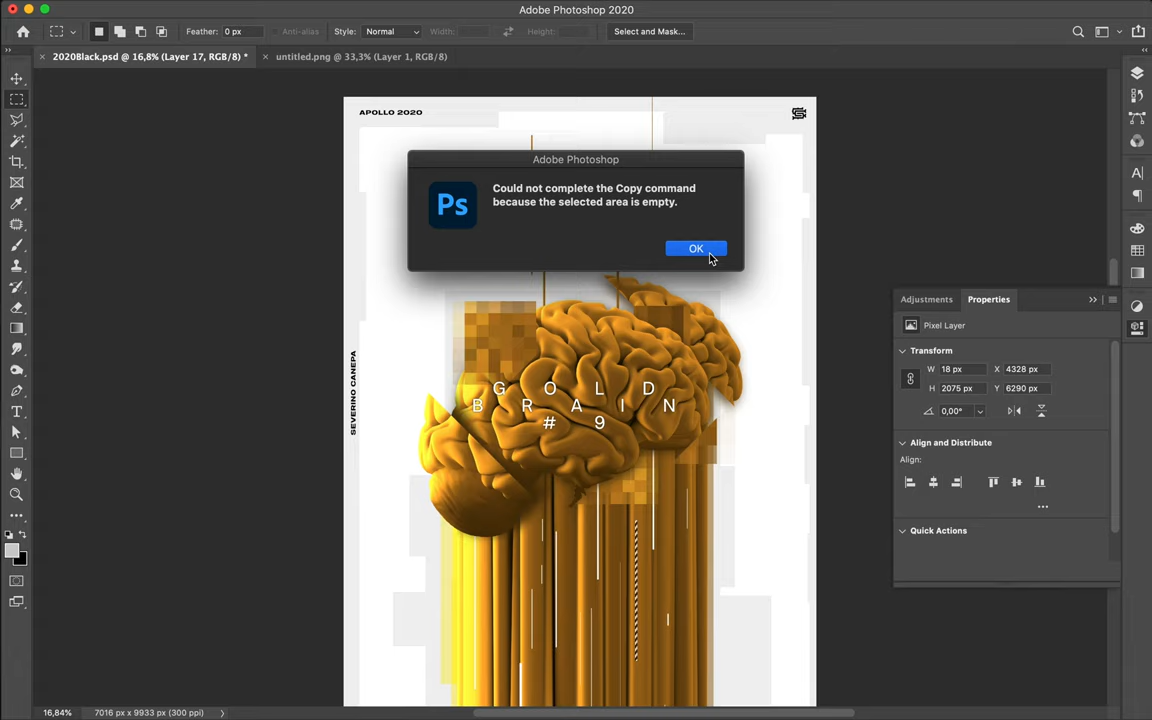 Adobe Photoshop 2020
Feather: 0 px
Anti-alias
Style: Normal
Width:
Height:
Select and Mask...
2020Black.psd @ 16,8% (Layer 17, RGB/8) *
untitled.png @ 33,3% (Layer 1, RGB/8)
APOLLO 2020
Adobe Photoshop
Ps
Could not complete the Copy command
because the selected area is empty.
OK
SEVERINO CANEPA
G O L D
B R A I N
# 9
Adjustments
Properties
Pixel Layer
Transform
W 18 px X 4328 px
H 2075 px Y 6290 px
0,00°
Align and Distribute
Align:
Quick Actions
16,84%
7016 px x 9933 px (300 ppi)